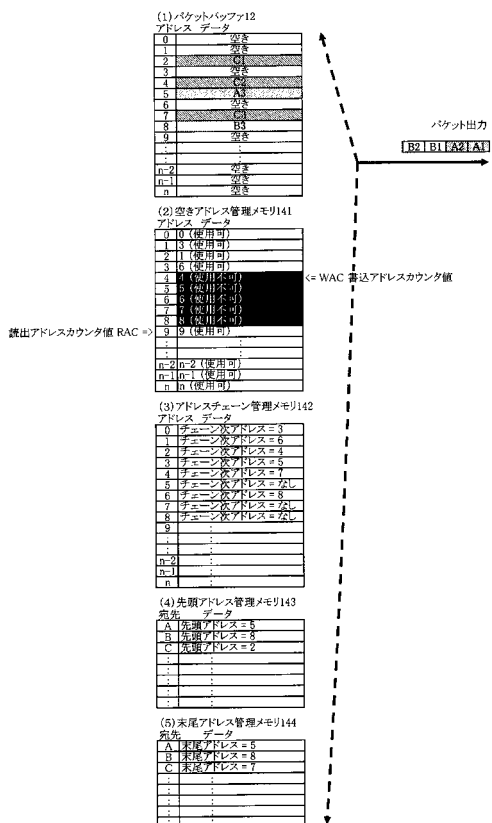 (1)パケットバッファ12
アドレス データ
0 空き
1 空き
2 C1
3 空き
4 C2
5 A3
6 空き
7 C3
8 B3
9 空き
: :
: :
n-2 空き
n-1 空き
n 空き
パケット出力
B2 B1 A2 A1
(2)空きアドレス管理メモリ141
アドレス データ
0 0 (使用可)
1 3 (使用可)
2 1 (使用可)
3 6 (使用可)
4 4 (使用不可) <= WAC 書込アドレスカウンタ値
5 5 (使用不可)
6 6 (使用不可)
7 7 (使用不可)
8 8 (使用不可)
読出アドレスカウンタ値 RAC => 9 9 (使用可)
: :
: :
n-2 n-2 (使用可)
n-1 n-1 (使用可)
n n (使用可)
(3)アドレスチェーン管理メモリ142
アドレス データ
0 チェーン次アドレス = 3
1 チェーン次アドレス = 6
2 チェーン次アドレス = 4
3 チェーン次アドレス = 5
4 チェーン次アドレス = 7
5 チェーン次アドレス = なし
6 チェーン次アドレス = 8
7 チェーン次アドレス = なし
8 チェーン次アドレス = なし
9 :
: :
: :
n-2 :
n-1 :
n :
(4)先頭アドレス管理メモリ143
宛先 データ
A 先頭アドレス = 5
B 先頭アドレス = 8
C 先頭アドレス = 2
: :
: :
: :
: :
: :
(5)末尾アドレス管理メモリ144
宛先 データ
A 末尾アドレス = 5
B 末尾アドレス = 8
C 末尾アドレス = 7
: :
: :
: :
: :
: :